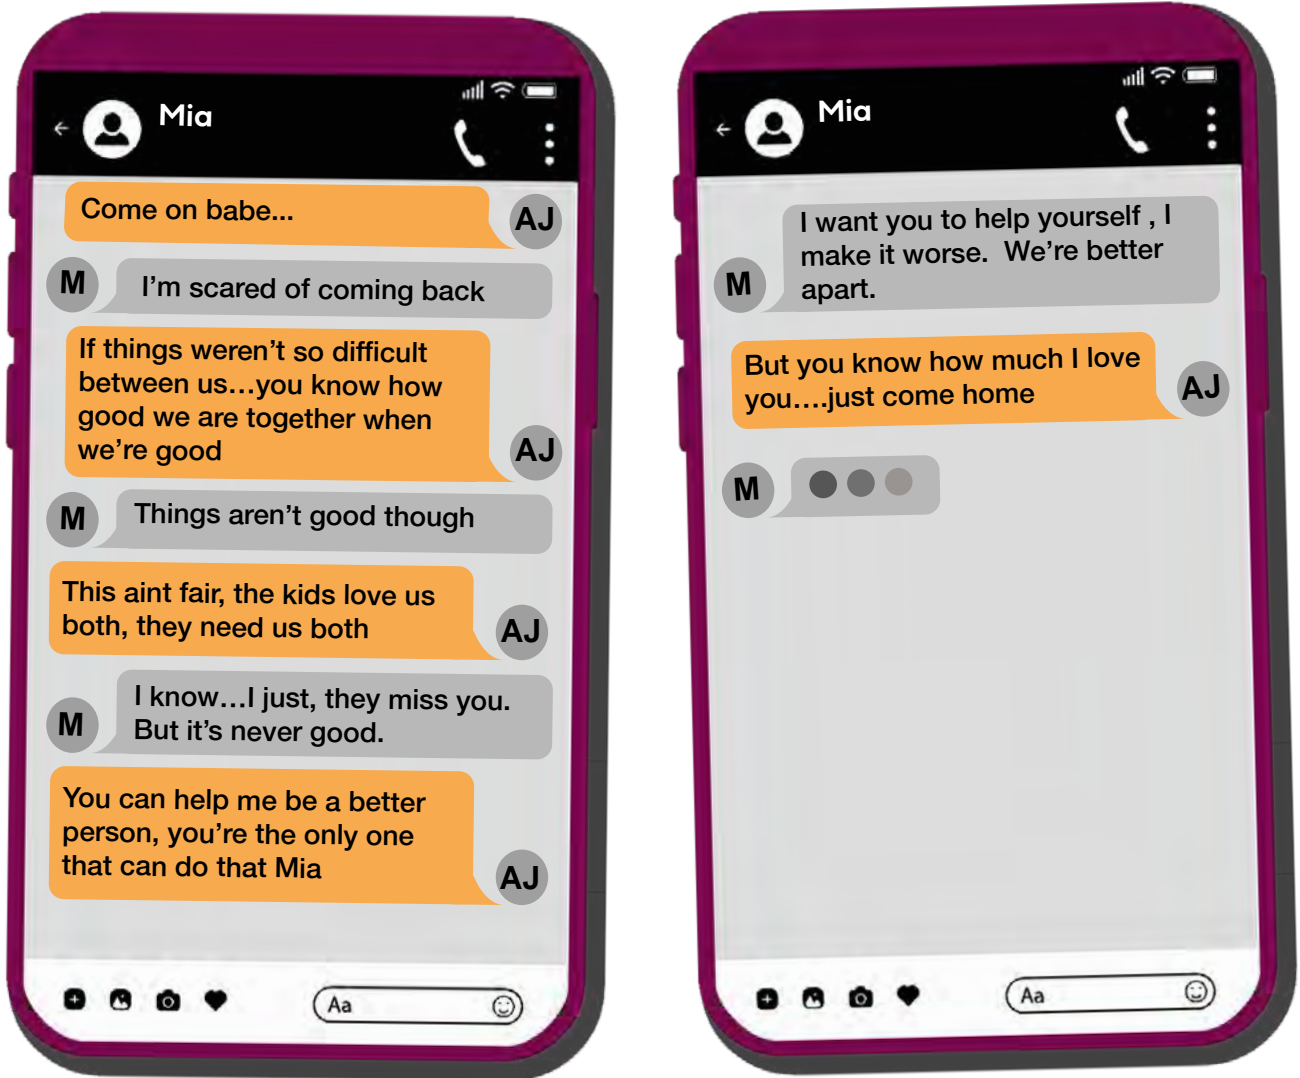 Mia
Come on babe...
AJ
M
I'm scared of coming back
If things weren't so difficult
between us...you know how
good we are together when
we're good
AJ
M
Things aren't good though
This aint fair, the kids love us
both, they need us both
AJ
I know...I just, they miss you.
But it's never good.
M
You can help me be a better
person, you're the only one
that can do that Mia
AJ
Aa
Mia
I want you to help yourself , I
make it worse.  We're better
apart.
M
But you know how much I love
you....just come home
AJ
M
Aa